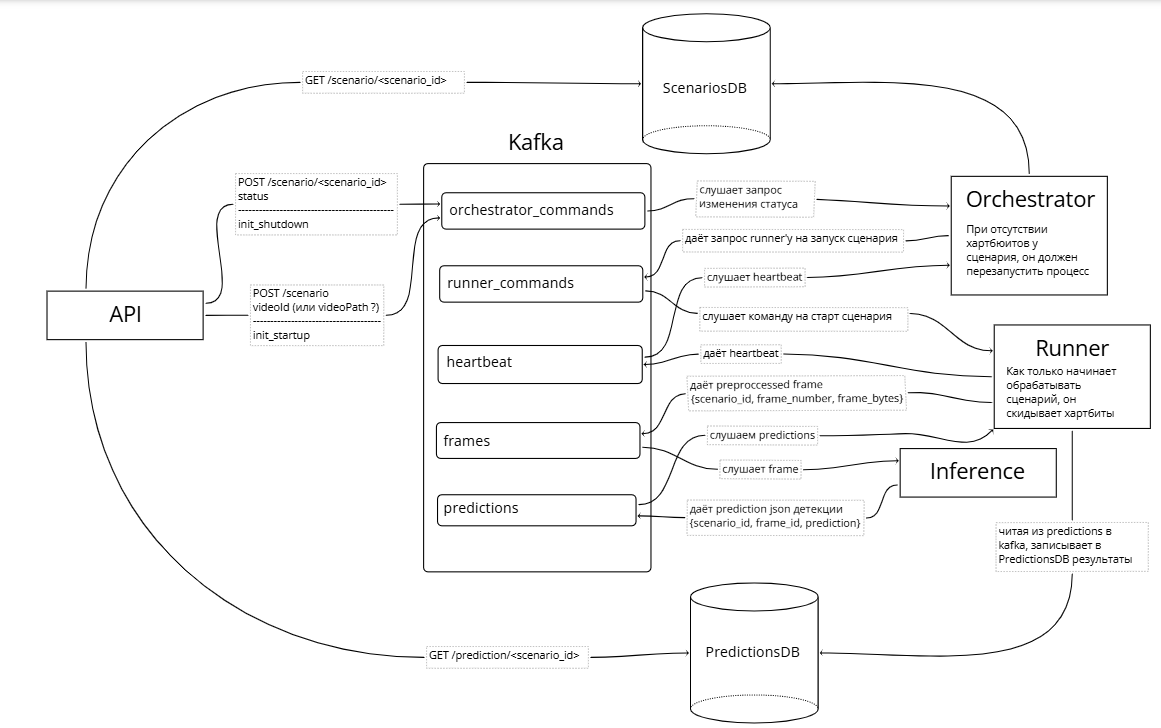 GET /scenario/<scenario_id>
ScenariosDB
Kafka
POST /scenario/<scenario_id>
status
init_shutdown
orchestrator_commands
слушает запрос
изменения статуса
Orchestrator
При отсутствии
хартбюитов у
сценария, он должен
перезапустить процесс
даёт запрос runner'у на запуск сценария
runner_commands
слушает heartbeat
API
POST /scenario
videoId (или videoPath ?)
init_startup
слушает команду на старт сценария
Runner
Как только начинает
обрабатывать
сценарий, он
скидывает хартбиты
heartbeat
даёт heartbeat
даёт preproccessed frame
{scenario_id, frame_number, frame_bytes}
frames
слушаем predictions
слушает frame
Inference
predictions
даёт prediction json детекции
{scenario_id, frame_id, prediction}
читая из predictions в
kafka, записывает в
PredictionsDB результаты
GET /prediction/<scenario_id>
PredictionsDB